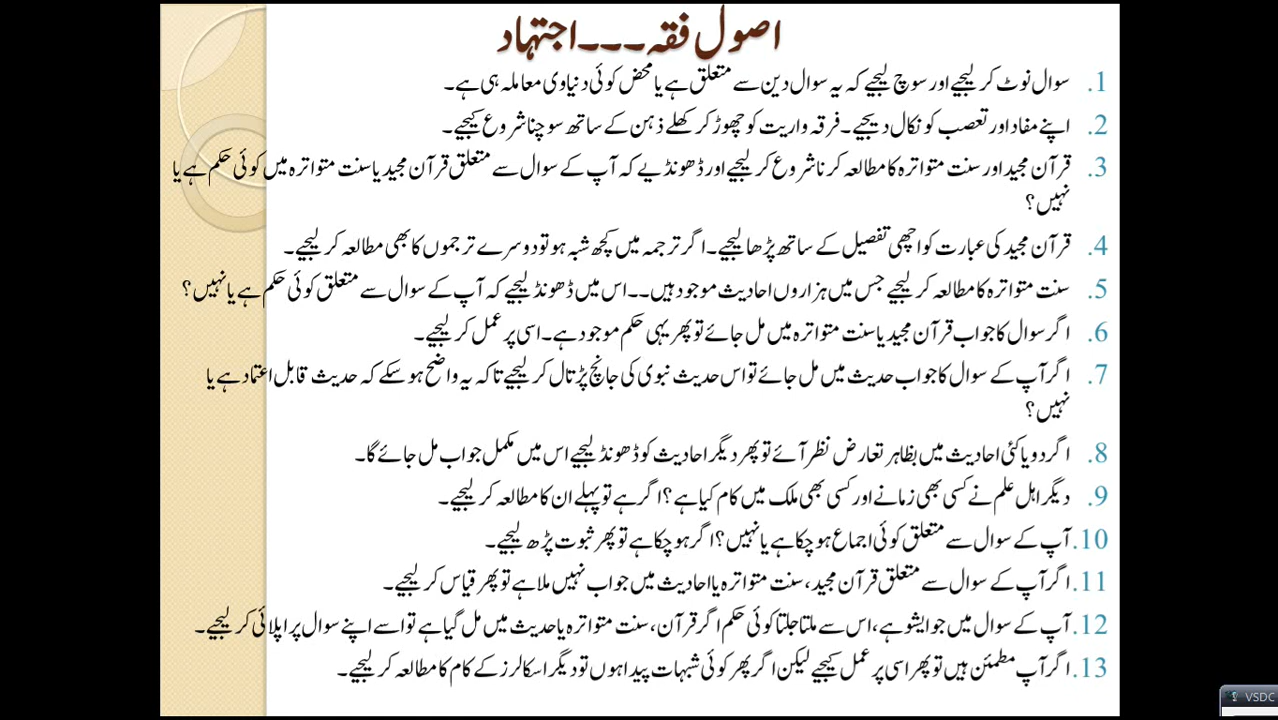 اصول فقہ۔۔۔اجتہاد
1. سوال نوٹ کر لیجیے اور سوچ لیجیے کہ یہ سوال دین سے متعلق ہے یا محض کوئی دنیاوی معاملہ ہی ہے۔
2. اپنے مفاد اور تعصب کو نکال دیجیے۔ فرقہ واریت کو چھوڑ کر کھلے ذہن کے ساتھ سوچنا شروع کیجیے۔
3. قرآن مجید اور سنت متواترہ کا مطالعہ کرنا شروع کر لیجیے اور ڈھونڈیے کہ آپ کے سوال سے متعلق قرآن مجید یا سنت متواترہ میں کوئی حکم ہے یا
نہیں؟
4. قرآن مجید کی عبارت کو اچھی تفصیل کے ساتھ پڑھا لیجیے۔ اگر ترجمہ میں کچھ شبہ ہو تو دوسرے ترجموں کا بھی مطالعہ کر لیجیے۔
5. سنت متواترہ کا مطالعہ کر لیجیے جس میں ہزاروں احادیث موجود ہیں۔۔ اس میں ڈھونڈ لیجیے کہ آپ کے سوال سے متعلق کوئی حکم ہے یا نہیں؟
6. اگر سوال کا جواب قرآن مجید یا سنت متواترہ میں مل جائے تو پھر یہی حکم موجود ہے۔ اسی پر عمل کر لیجیے۔
7. اگر آپ کے سوال کا جواب حدیث میں مل جائے تو اس حدیث نبوی کی جانچ پڑتال کر لیجیے تاکہ یہ واضح ہو سکے کہ حدیث قابل اعتماد ہے یا
نہیں؟
8. اگر دو یا کئی احادیث میں بظاہر تعارض نظر آئے تو پھر دیگر احادیث کو ڈھونڈ لیجیے اس میں مکمل جواب مل جائے گا۔
9. دیگر اہل علم نے کسی بھی زمانے اور کسی بھی ملک میں کام کیا ہے؟ اگر ہے تو پہلے ان کا مطالعہ کر لیجیے۔
10. آپ کے سوال سے متعلق کوئی اجماع ہو چکا ہے یا نہیں؟ اگر ہو چکا ہے تو پھر ثبوت پڑھ لیجیے۔
11. اگر آپ کے سوال سے متعلق قرآن مجید، سنت متواترہ یا احادیث میں جواب نہیں ملا ہے تو پھر قیاس کر لیجیے۔
12. آپ کے سوال میں جو ایشو ہے، اس سے ملتا جلتا کوئی حکم اگر قرآن، سنت متواترہ یا حدیث میں مل گیا ہے تو اسے اپنے سوال پر اپلائی کر لیجیے۔
13. اگر آپ مطمئن ہیں تو پھر اسی پر عمل کیجیے لیکن اگر پھر کوئی شبہات پیدا ہوں تو دیگر اسکالرز کے کام کا مطالعہ کر لیجیے۔
VSDC